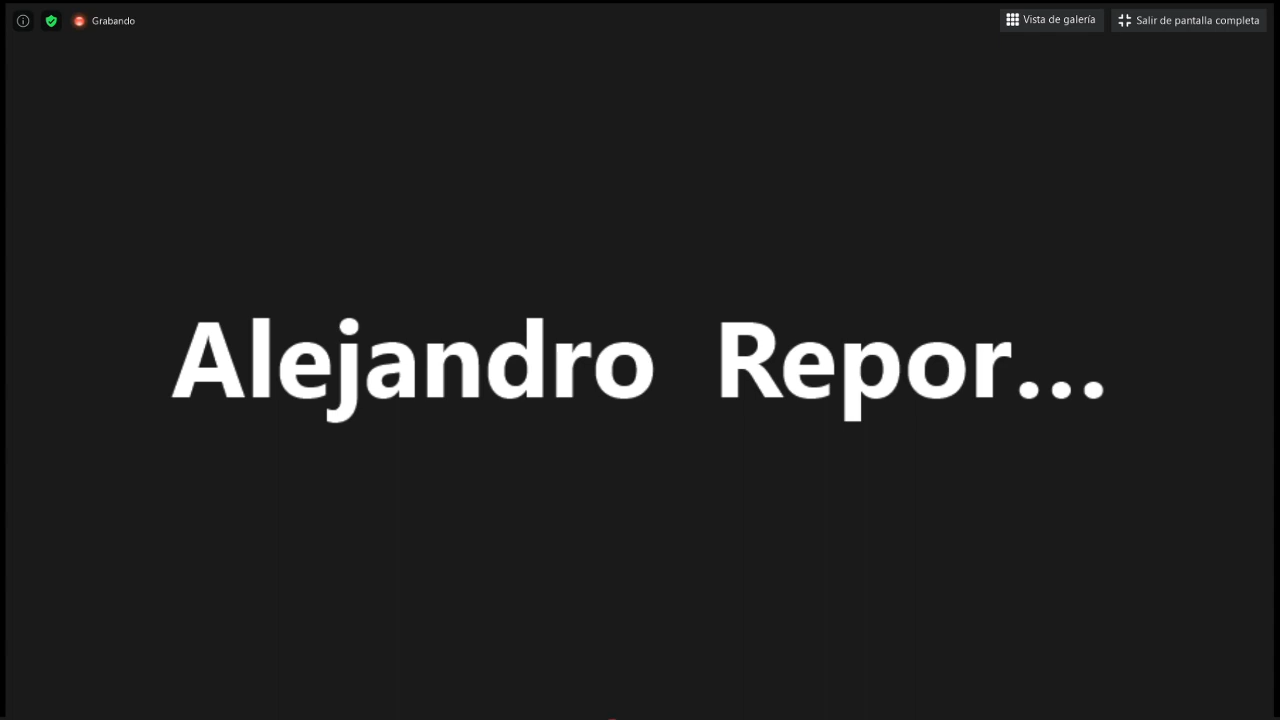 Grabando
Vista de galería
Salir de pantalla completa
Alejandro Repor...